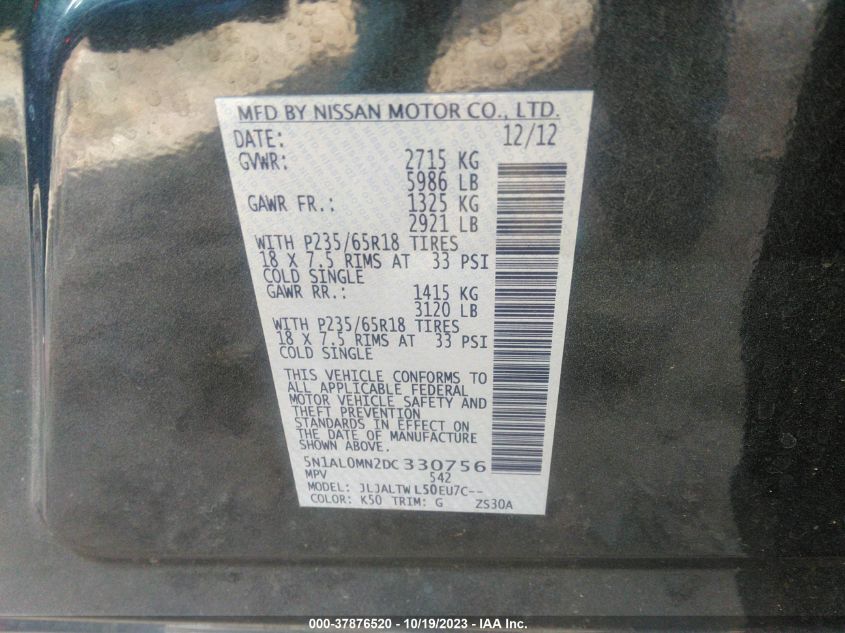 MFD BY NISSAN MOTOR CO., LTD.
DATE: 12/12
GVWR: 2715 KG
5986 LB
GAWR FR.: 1325 KG
2921 LB
WITH P235/65R18 TIRES
18 X 7.5 RIMS AT 33 PSI
COLD SINGLE
GAWR RR.: 1415 KG
3120 LB
WITH P235/65R18 TIRES
18 X 7.5 RIMS AT 33 PSI
COLD SINGLE
THIS VEHICLE CONFORMS TO
ALL APPLICABLE FEDERAL
MOTOR VEHICLE SAFETY AND
THEFT PREVENTION
STANDARDS IN EFFECT ON
THE DATE OF MANUFACTURE
SHOWN ABOVE.
5N1AL0MN2DC330756
MPV 542
MODEL: JLJALTWL50EU7C--
COLOR: K50 TRIM: G ZS30A
000-37876520 - 10/19/2023 - IAA Inc.